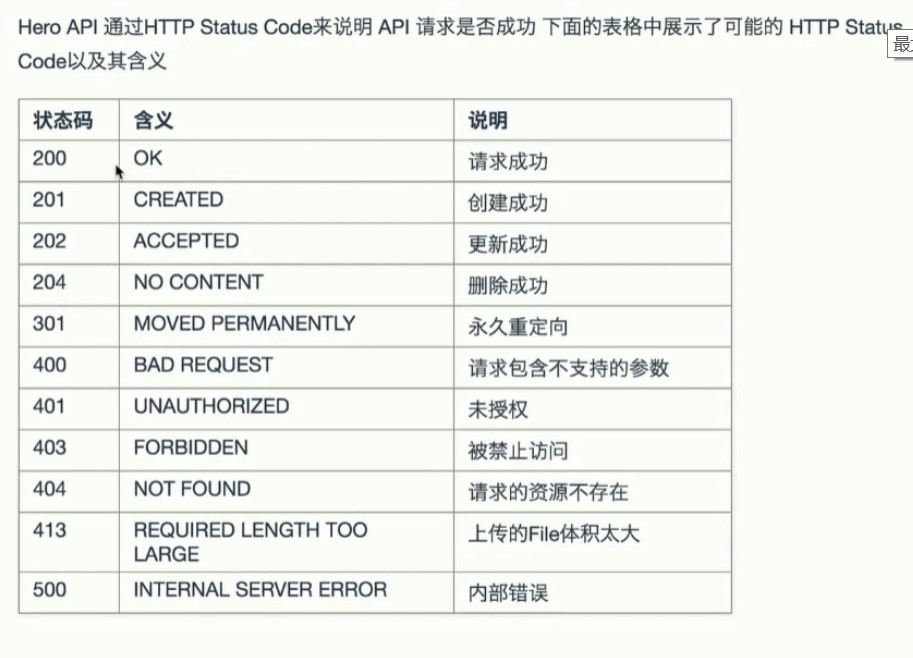 Hero API 通过HTTP Status Code来说明 API 请求是否成功 下面的表格中展示了可能的 HTTP Status
Code以及其含义
最
状态码 含义 说明
200 OK 请求成功
201 CREATED 创建成功
202 ACCEPTED 更新成功
204 NO CONTENT 删除成功
301 MOVED PERMANENTLY 永久重定向
400 BAD REQUEST 请求包含不支持的参数
401 UNAUTHORIZED 未授权
403 FORBIDDEN 被禁止访问
404 NOT FOUND 请求的资源不存在
413 REQUIRED LENGTH TOO 上传的File体积太大
LARGE
500 INTERNAL SERVER ERROR 内部错误